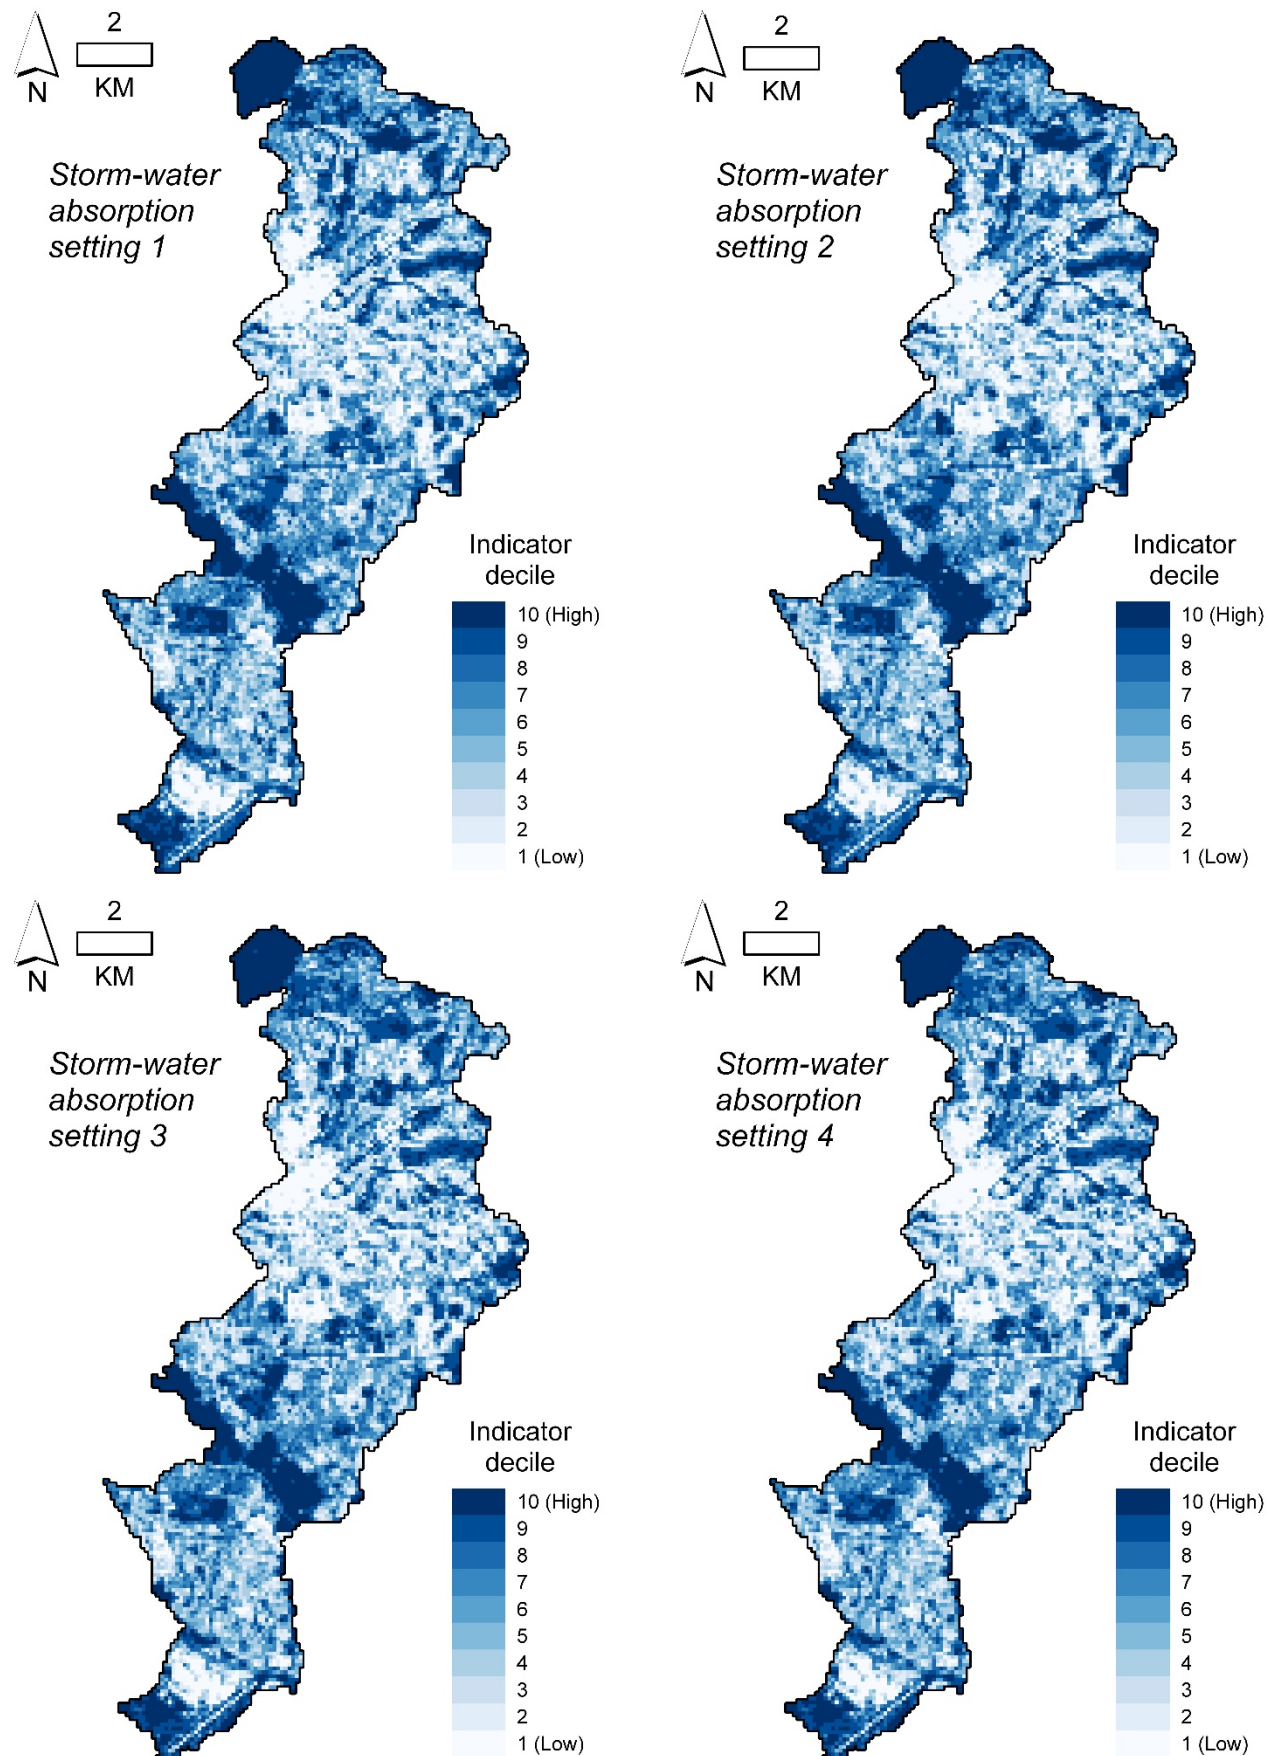 2
KM
N
Storm-water
absorption
setting 1
Indicator
decile
10 (High)
9
8
7
6
5
4
3
2
1 (Low)
2
KM
N
Storm-water
absorption
setting 2
Indicator
decile
10 (High)
9
8
7
6
5
4
3
2
1 (Low)
2
KM
N
Storm-water
absorption
setting 3
Indicator
decile
10 (High)
9
8
7
6
5
4
3
2
1 (Low)
2
KM
N
Storm-water
absorption
setting 4
Indicator
decile
10 (High)
9
8
7
6
5
4
3
2
1 (Low)